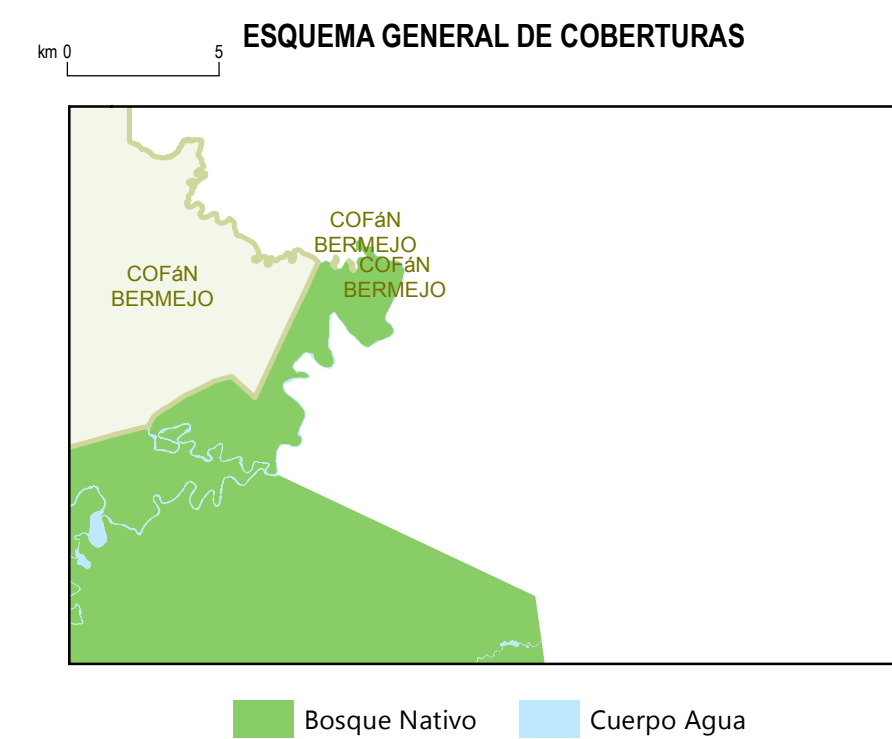 ESQUEMA GENERAL DE COBERTURAS
km 0 5
COFáN
BERMEJO
COFáN
BERMEJO
COFáN
BERMEJO
Bosque Nativo
Cuerpo Agua